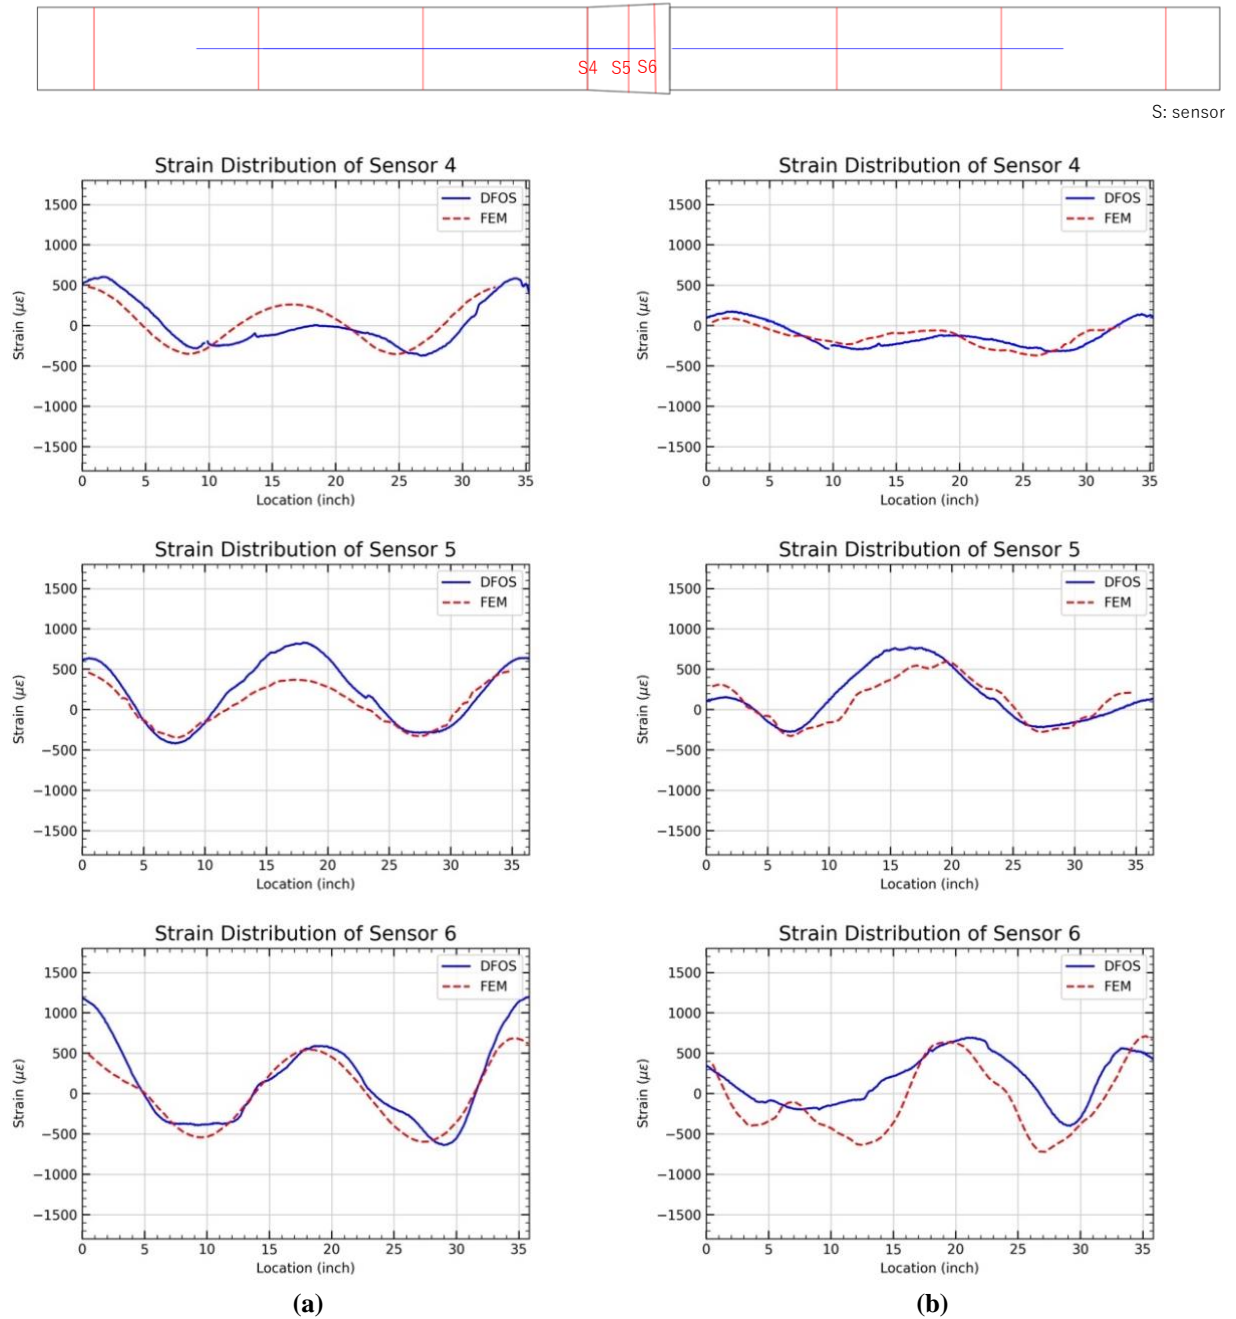 S4 S5 S6
S: sensor
Strain Distribution of Sensor 4
DFOS
FEM
1500
1000
500
0
−500
−1000
−1500
Strain (με)
0 5 10 15 20 25 30 35
Location (inch)
Strain Distribution of Sensor 4
DFOS
FEM
1500
1000
500
0
−500
−1000
−1500
Strain (με)
0 5 10 15 20 25 30 35
Location (inch)
Strain Distribution of Sensor 5
DFOS
FEM
1500
1000
500
0
−500
−1000
−1500
Strain (με)
0 5 10 15 20 25 30 35
Location (inch)
Strain Distribution of Sensor 5
DFOS
FEM
1500
1000
500
0
−500
−1000
−1500
Strain (με)
0 5 10 15 20 25 30 35
Location (inch)
Strain Distribution of Sensor 6
DFOS
FEM
1500
1000
500
0
−500
−1000
−1500
Strain (με)
0 5 10 15 20 25 30 35
Location (inch)
Strain Distribution of Sensor 6
DFOS
FEM
1500
1000
500
0
−500
−1000
−1500
Strain (με)
0 5 10 15 20 25 30 35
Location (inch)
(a)
(b)